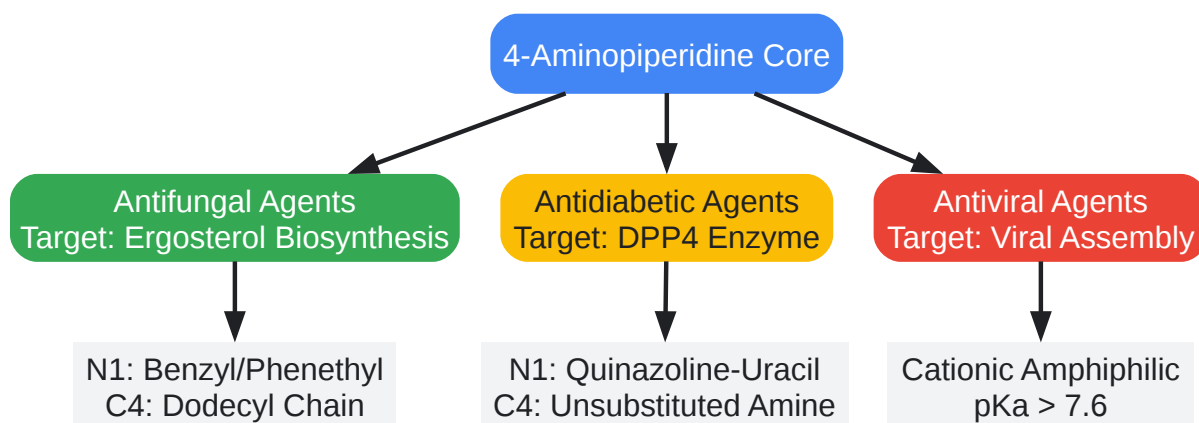 4-Aminopiperidine Core
Antifungal Agents
Target: Ergosterol Biosynthesis
Antidiabetic Agents
Target: DPP4 Enzyme
Antiviral Agents
Target: Viral Assembly
N1: Benzyl/Phenethyl
C4: Dodecyl Chain
N1: Quinazoline-Uracil
C4: Unsubstituted Amine
Cationic Amphiphilic
pKa > 7.6